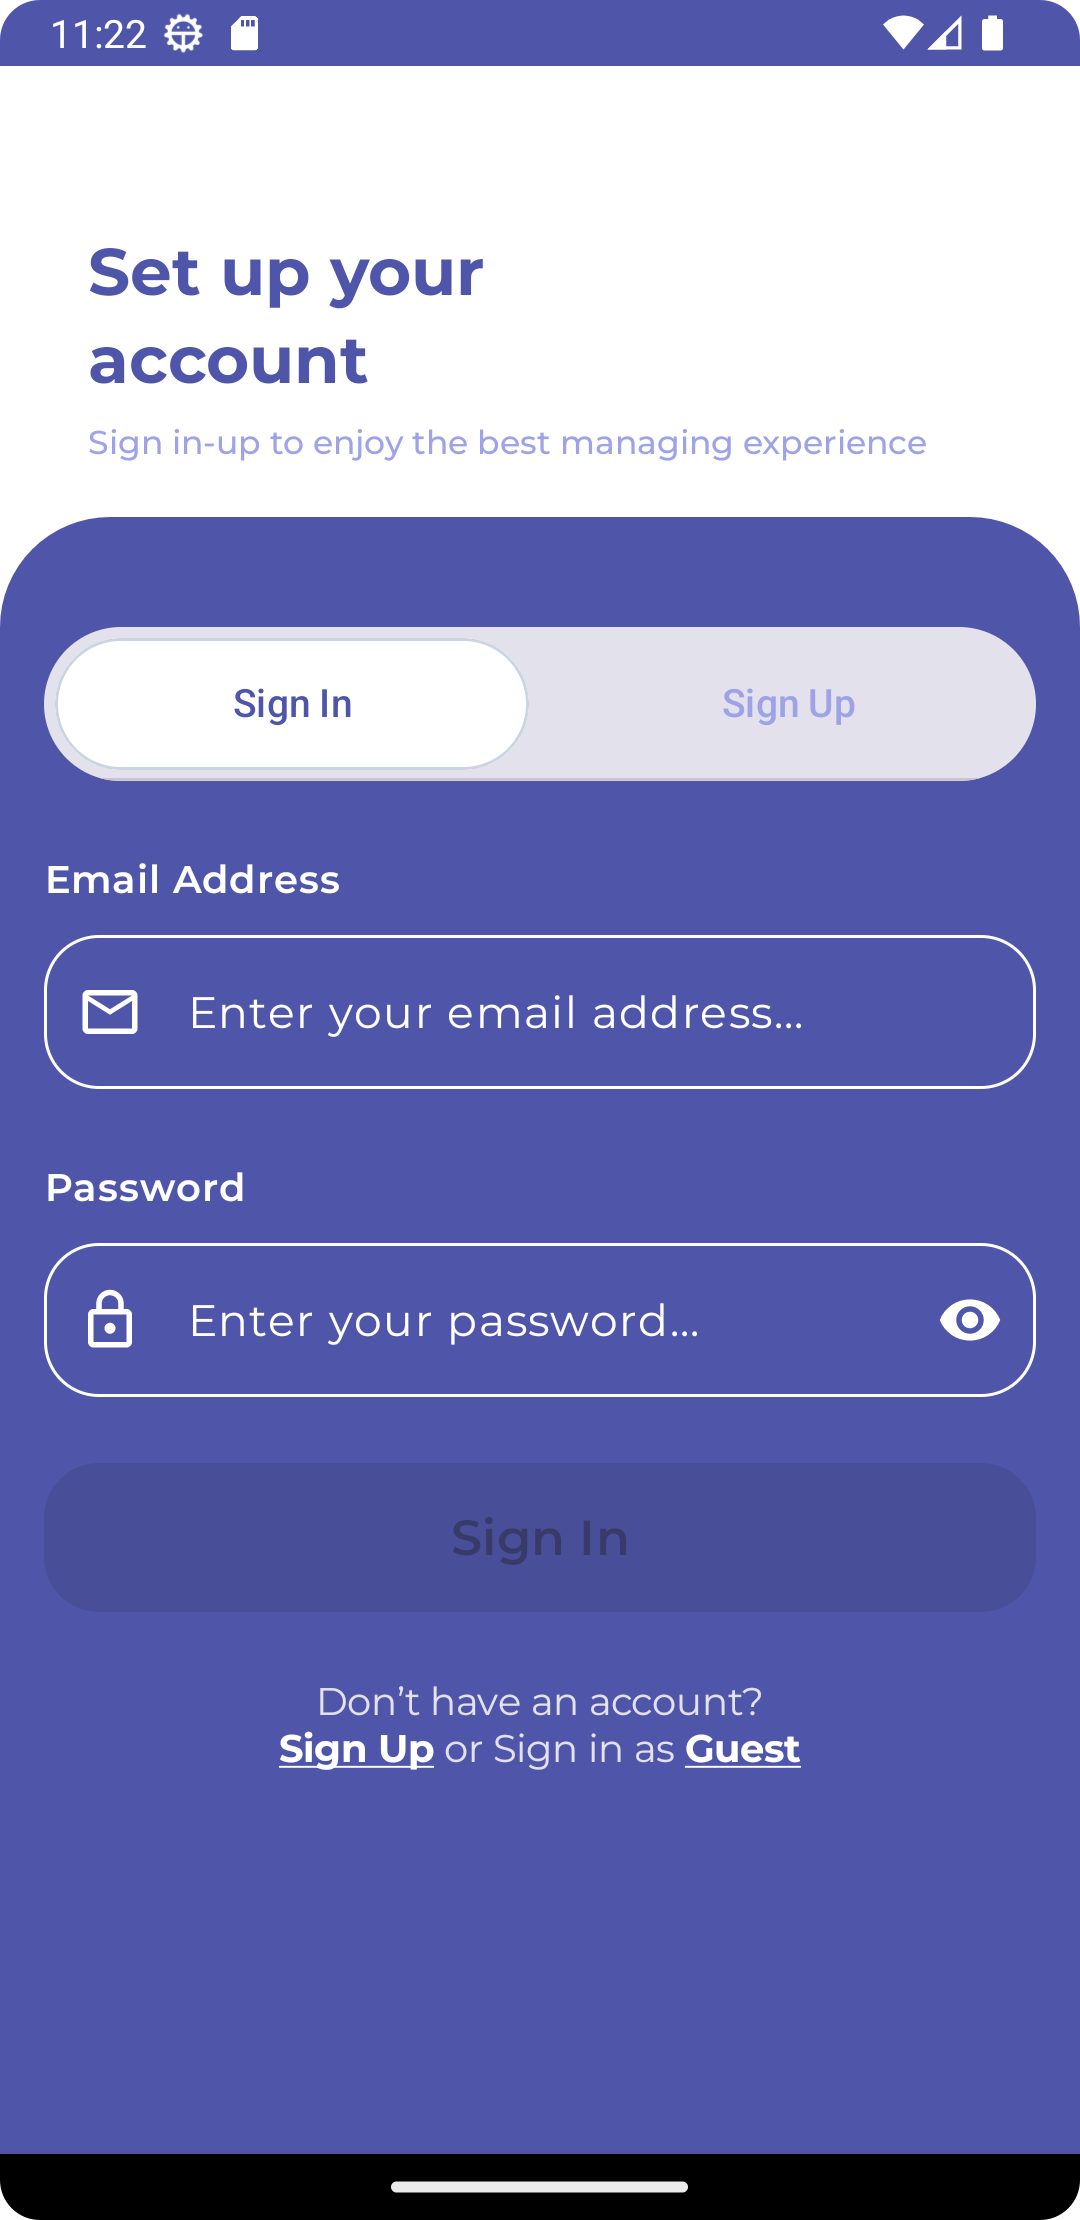 11:22
Set up your
account
Sign in-up to enjoy the best managing experience
Sign In
Sign Up
Email Address
Enter your email address...
Password
Enter your password...
Sign In
Don’t have an account?
Sign Up or Sign in as Guest